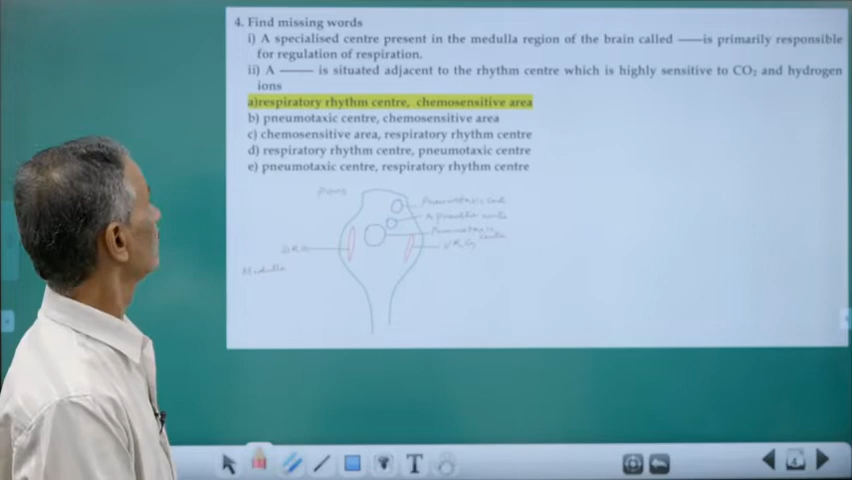 4. Find missing words
i) A specialised centre present in the medulla region of the brain called ——is primarily responsible
for regulation of respiration.
ii) A —— is situated adjacent to the rhythm centre which is highly sensitive to CO₂ and hydrogen
ions
a)respiratory rhythm centre, chemosensitive area
b) pneumotaxic centre, chemosensitive area
c) chemosensitive area, respiratory rhythm centre
d) respiratory rhythm centre, pneumotaxic centre
e) pneumotaxic centre, respiratory rhythm centre
Pons
DRG
VRG
Medulla
T
4